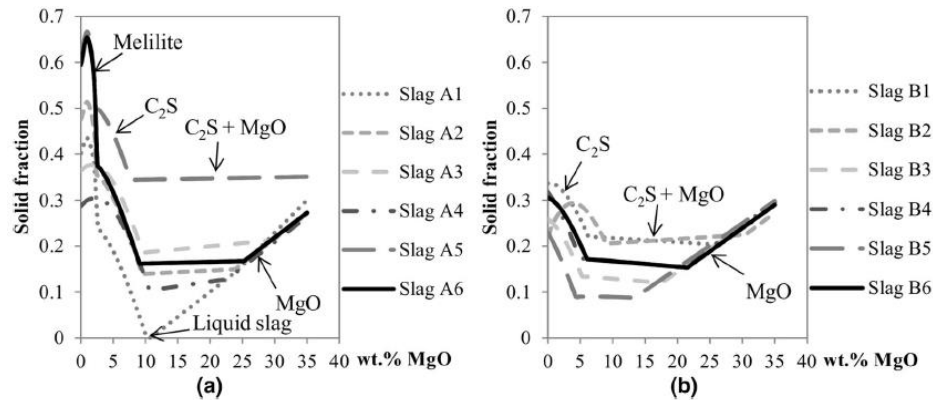 0.7
0.6
0.5
0.4
0.3
0.2
0.1
0
Solid fraction
Melilite
C₂S
C₂S + MgO
MgO
Liquid slag
0 5 10 15 20 25 30 35 40 wt.% MgO
Slag A1
Slag A2
Slag A3
Slag A4
Slag A5
Slag A6
(a)
0.7
0.6
0.5
0.4
0.3
0.2
0.1
0
Solid fraction
C₂S
C₂S + MgO
MgO
0 5 10 15 20 25 30 35 40 wt.% MgO
Slag B1
Slag B2
Slag B3
Slag B4
Slag B5
Slag B6
(b)